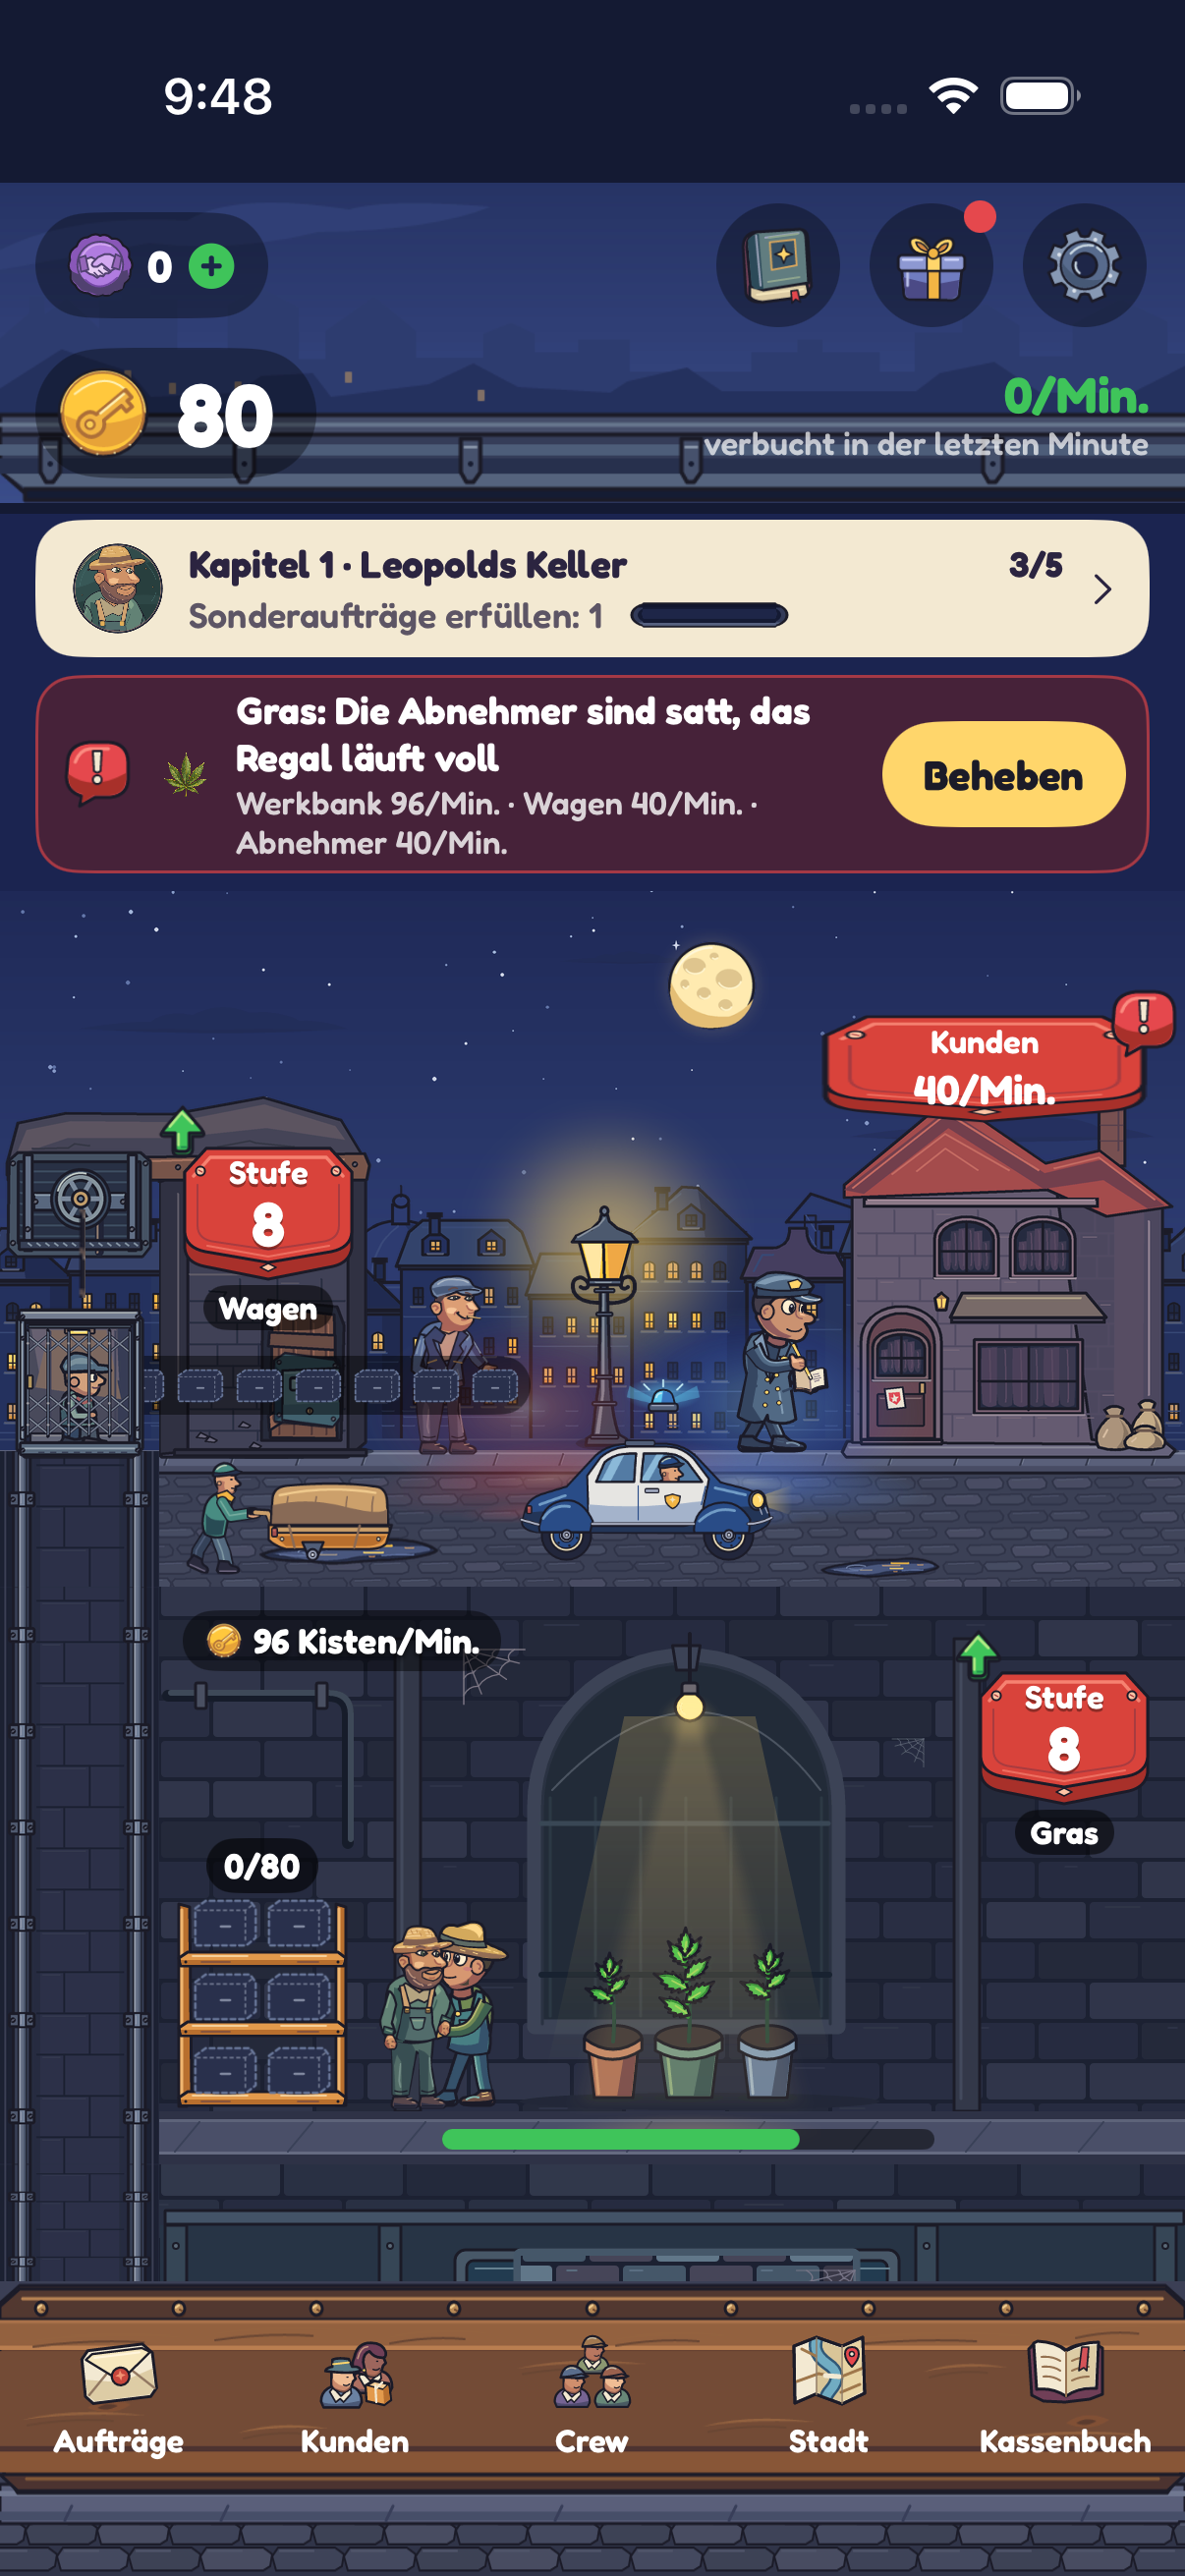 9:48
0
80
0/Min.
verbucht in der letzten Minute
Kapitel 1 · Leopolds Keller
3/5
Sonderaufträge erfüllen: 1
Gras: Die Abnehmer sind satt, das
Regal läuft voll
Werkbank 96/Min. · Wagen 40/Min. ·
Abnehmer 40/Min.
Beheben
Kunden
40/Min.
Stufe
8
Wagen
96 Kisten/Min.
Stufe
8
Gras
0/80
Aufträge
Kunden
Crew
Stadt
Kassenbuch